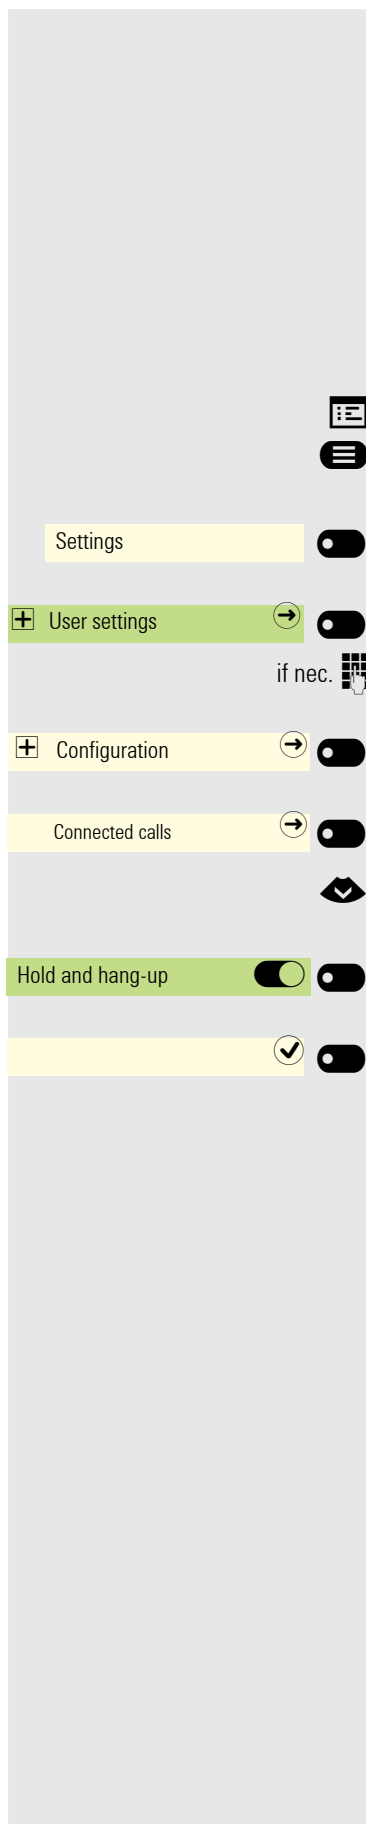 Settings
User settings
if nec.
Configuration
Connected calls
Hold and hang-up